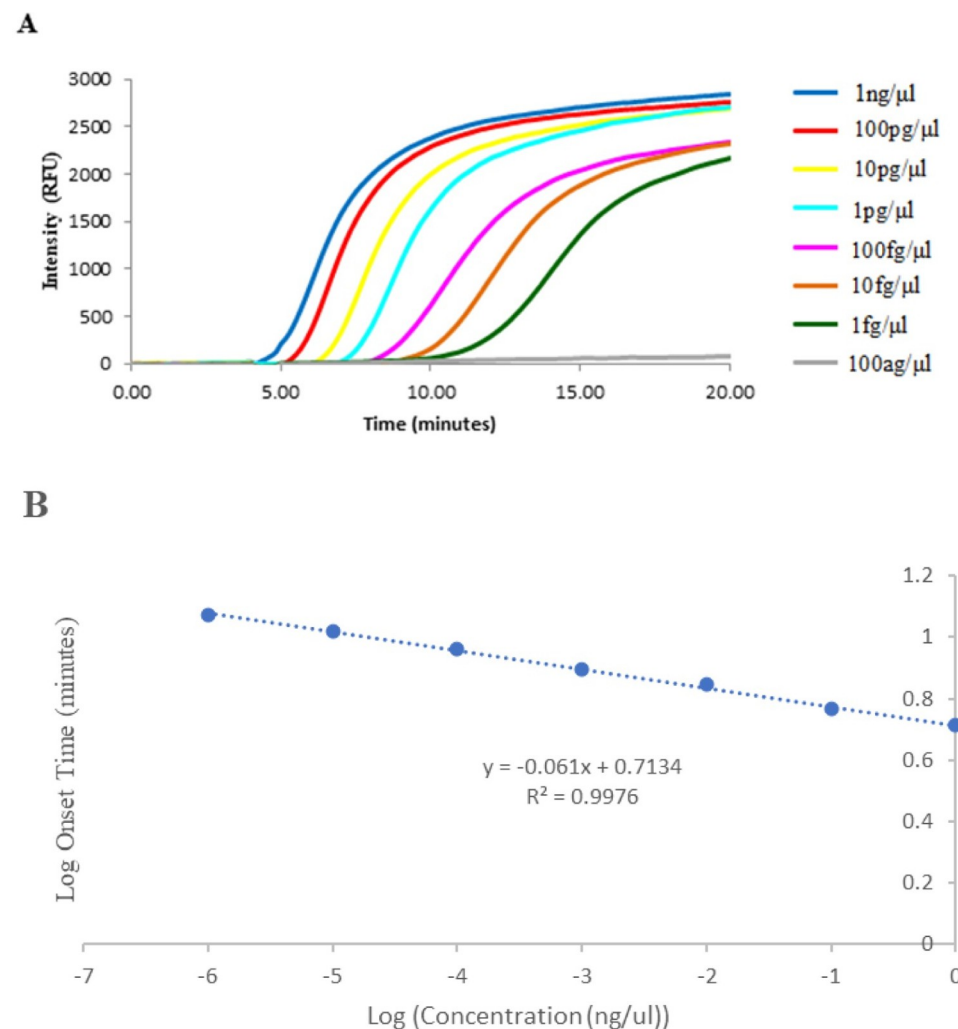 A
3000
2500
2000
1500
1000
500
0
Intensity (RFU)
0.00 5.00 10.00 15.00 20.00
Time (minutes)
1ng/µl
100pg/µl
10pg/µl
1pg/µl
100fg/µl
10fg/µl
1fg/µl
100ag/µl
B
Log Onset Time (minutes)
1.2
1
0.8
0.6
0.4
0.2
0
y = -0.061x + 0.7134
R² = 0.9976
-7 -6 -5 -4 -3 -2 -1 0
Log (Concentration (ng/ul))